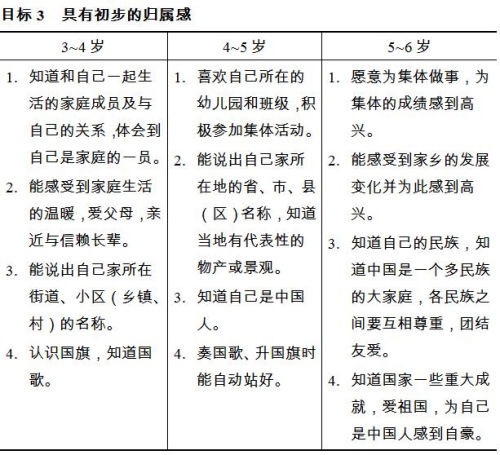 目标 3 具有初步的归属感
3~4 岁
1. 知道和自己一起生
活的家庭成员及与
自己的关系,体会到
自己是家庭的一员。
2. 能感受到家庭生活
的温暖,爱父母,亲
近与信赖长辈。
3. 能说出自己家所在
街道、小区(乡镇、
村)的名称。
4. 认识国旗,知道国
歌。
4~5 岁
1. 喜欢自己所在的
幼儿园和班级,积
极参加集体活动。
2. 能说出自己家所
在地的省、市、县
(区)名称,知道
当地有代表性的
物产或景观。
3. 知道自己是中国
人。
4. 奏国歌、升国旗时
能自动站好。
5~6 岁
1. 愿意为集体做事,为
集体的成绩感到高
兴。
2. 能感受到家乡的发展
变化并为此感到高
兴。
3. 知道自己的民族,知
道中国是一个多民族
的大家庭,各民族之
间要互相尊重,团结
友爱。
4. 知道国家一些重大成
就,爱祖国,为自己
是中国人感到自豪。